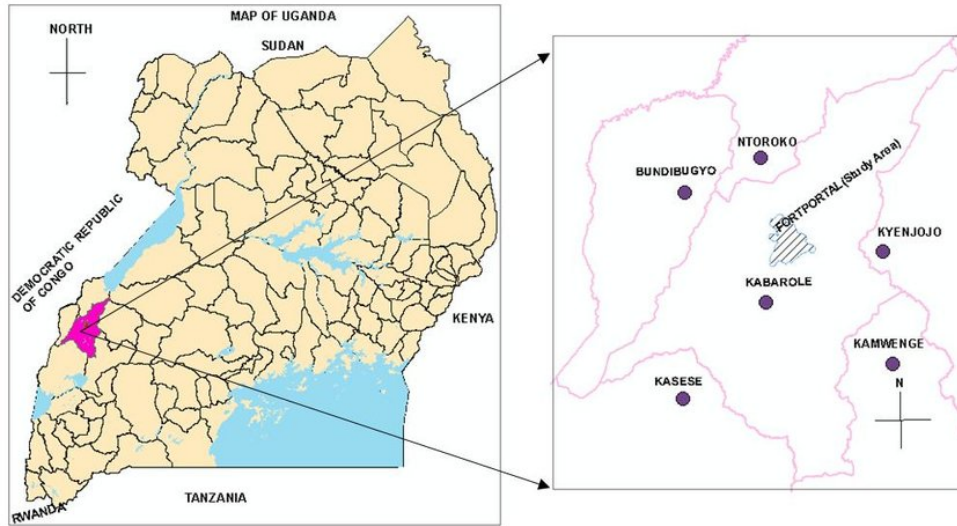 MAP OF UGANDA
NORTH
SUDAN
DEMOCRATIC REPUBLIC
OF CONGO
KENYA
TANZANIA
RWANDA
NTOROKO
BUNDIBUGYO
FORTPORTAL (Study Area)
KYENJOJO
KABAROLE
KAMWENGE
KASESE
N